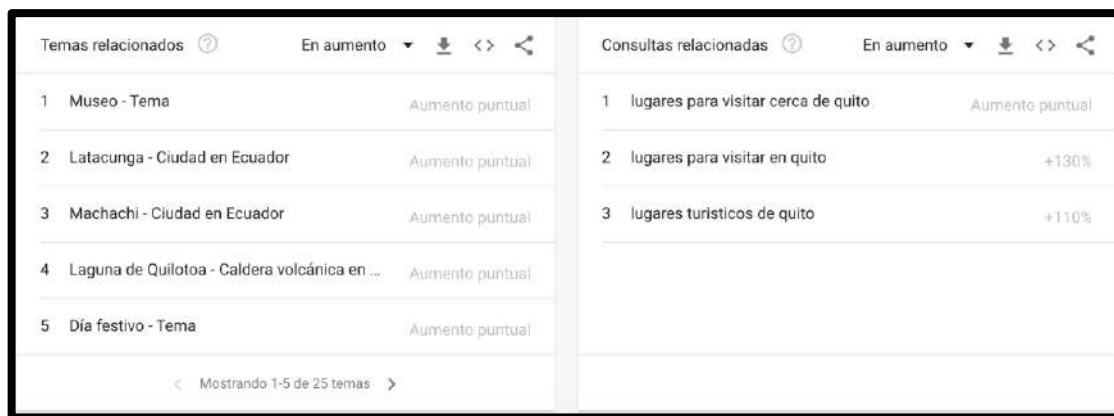 Temas relacionados ? En aumento
1 Museo - Tema Aumento puntual
2 Latacunga - Ciudad en Ecuador Aumento puntual
3 Machachi - Ciudad en Ecuador Aumento puntual
4 Laguna de Quilotoa - Caldera volcánica en ... Aumento puntual
5 Día festivo - Tema Aumento puntual
< Mostrando 1-5 de 25 temas >
Consultas relacionadas ? En aumento
1 lugares para visitar cerca de quito Aumento puntual
2 lugares para visitar en quito +130%
3 lugares turisticos de quito +110%